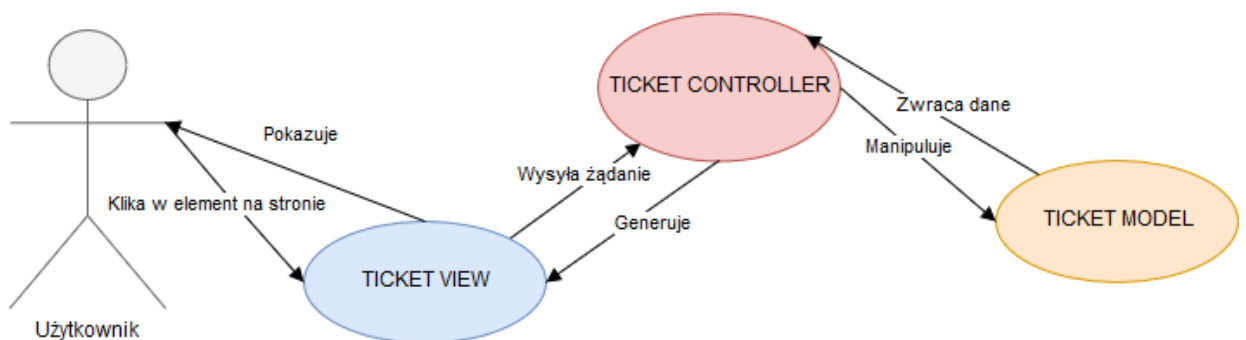 TICKET CONTROLLER
Zwraca dane
Pokazuje
Manipuluje
Wysyła żądanie
Klika w element na stronie
Generuje
TICKET MODEL
TICKET VIEW
Użytkownik